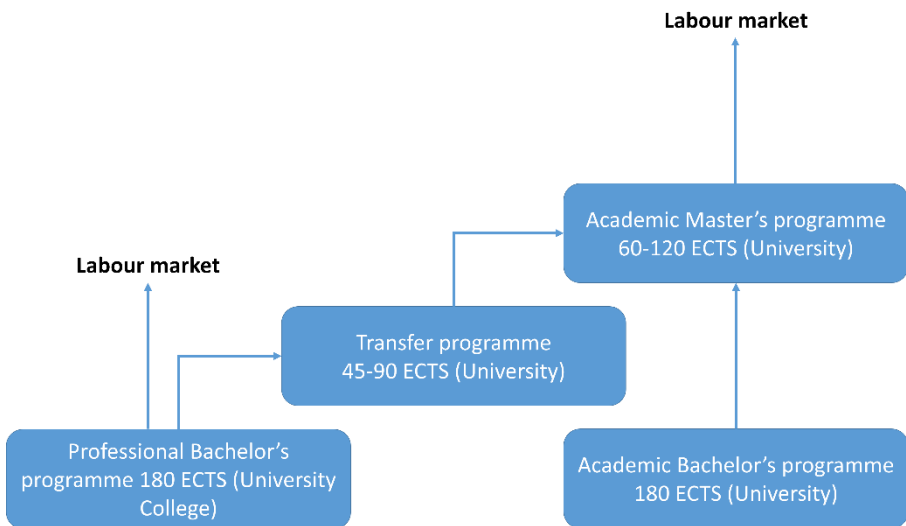 Labour market
Academic Master’s programme
60-120 ECTS (University)
Labour market
Transfer programme
45-90 ECTS (University)
Professional Bachelor’s
programme 180 ECTS (University
College)
Academic Bachelor’s programme
180 ECTS (University)